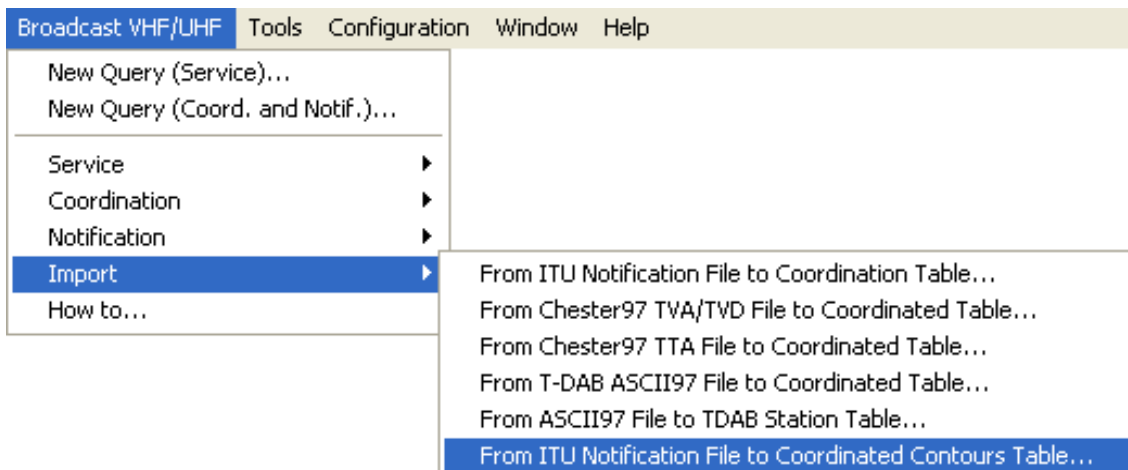 Broadcast VHF/UHF Tools Configuration Window Help
New Query (Service)...
New Query (Coord. and Notif.)...
Service
Coordination
Notification
Import
How to...
From ITU Notification File to Coordination Table...
From Chester97 TVA/TVD File to Coordinated Table...
From Chester97 TTA File to Coordinated Table...
From T-DAB ASCII97 File to Coordinated Table...
From ASCII97 File to TDAB Station Table...
From ITU Notification File to Coordinated Contours Table...